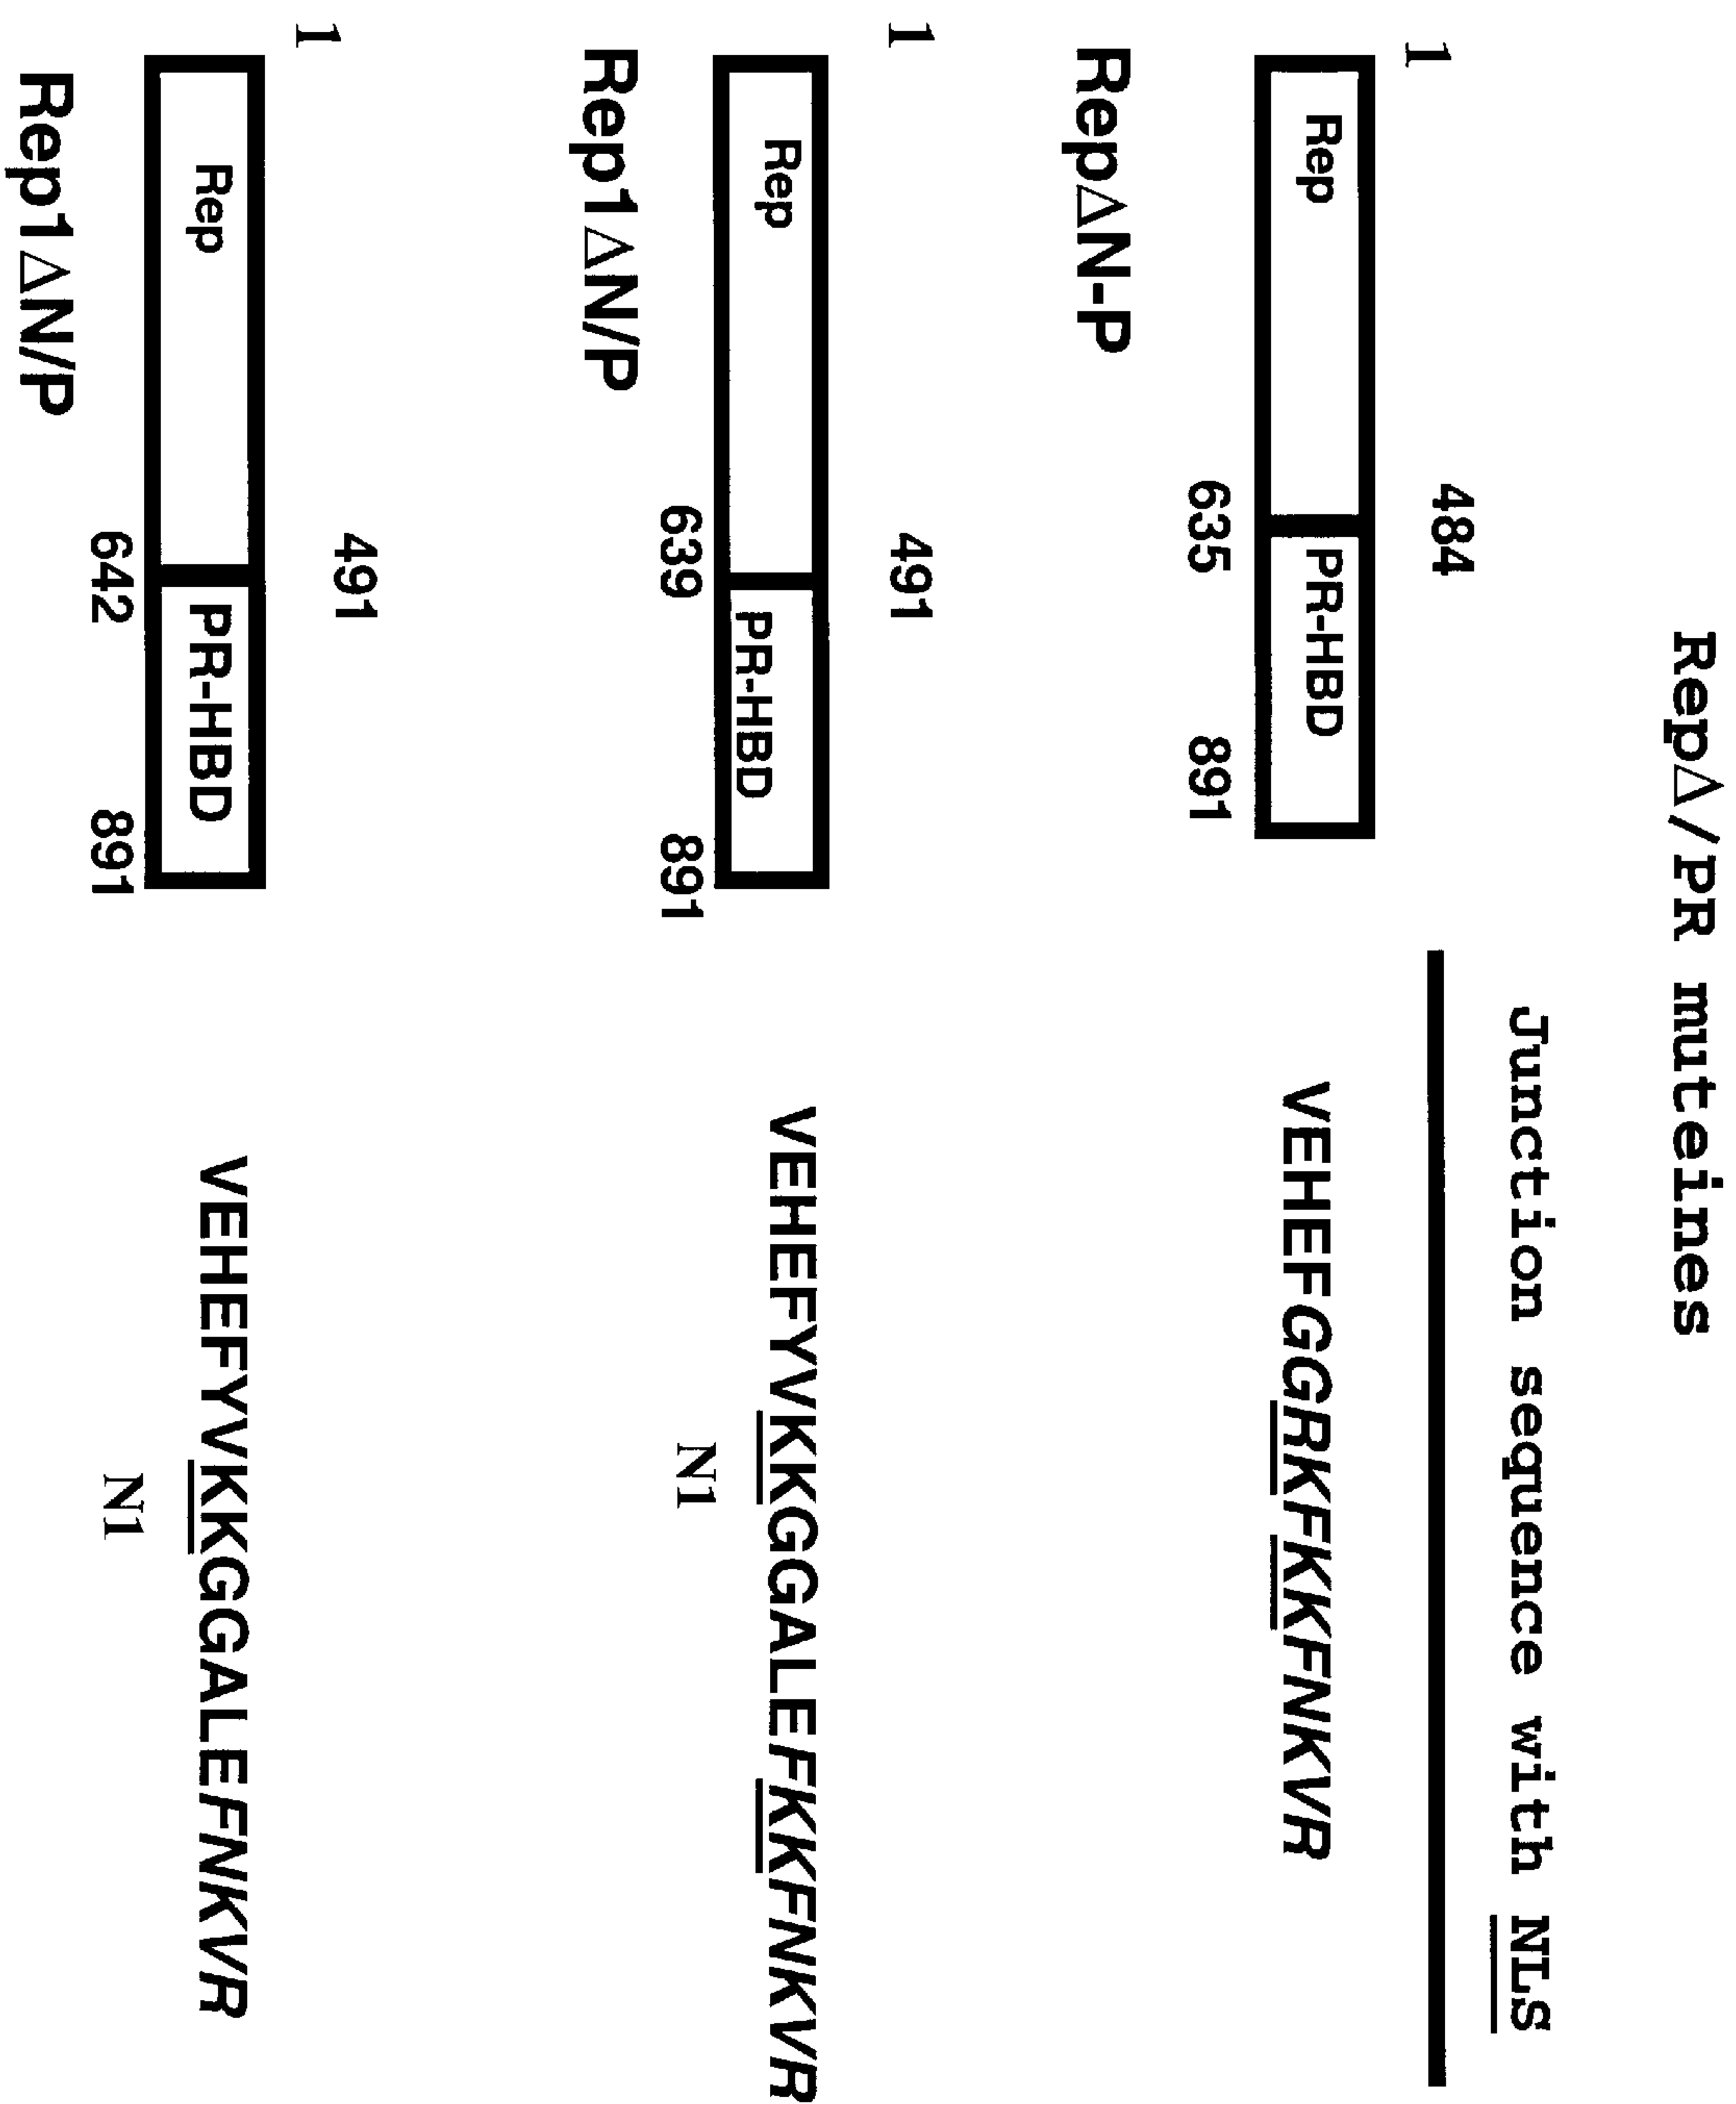 RepΔ/PR muteines
Junction sequence with NLS
1 484
Rep PR-HBD
635 891
RepΔN-P
VEHEFGGRKFKKFNKVR
1 491
Rep PR-HBD
639 891
Rep1ΔN/P
VEHEFYVKKGGALEFKKFNKVR
N1
1 491
Rep PR-HBD
642 891
Rep1ΔN/P
VEHEFYVKKGGALEFNKVR
N1